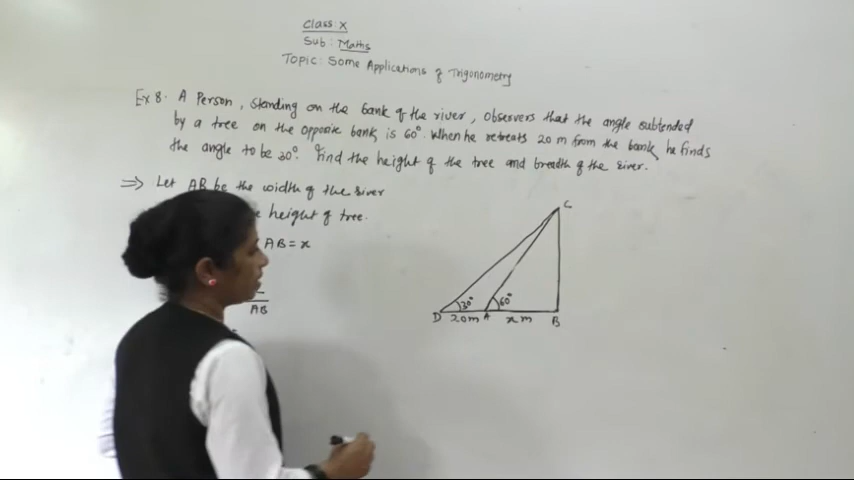 Class: X
Sub: Maths
Topic: Some Applications of Trigonometry
Ex 8. A Person, standing on the bank of the river, observers that the angle subtended
by a tree on the opposite bank is 60°. When he retreats 20 m from the bank, he finds
the angle to be 30°. Find the height of the tree and breadth of the river.
⇒ Let AB be the width of the river
height of tree.
AB = x
AB
C
30°
60°
D 20m A x m B